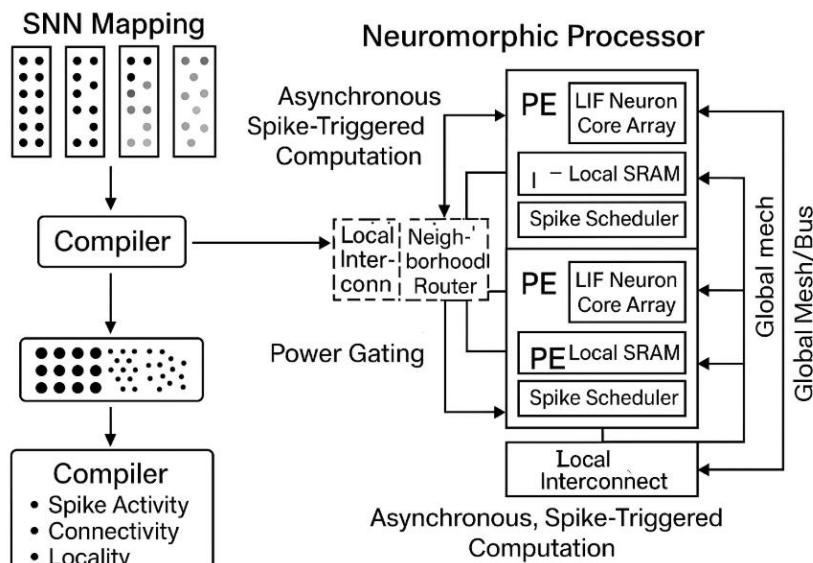 SNN Mapping
Compiler
Compiler
• Spike Activity
• Connectivity
• Locality
Neuromorphic Processor
Asynchronous
Spike-Triggered
Computation
Local
Inter-
conn
Neigh-'
borhood
Router
Power Gating
PE
LIF Neuron
Core Array
I – Local SRAM
Spike Scheduler
PE
LIF Neuron
Core Array
PE Local SRAM
Spike Scheduler
Local
Interconnect
Global mech
Global Mesh/Bus
Asynchronous, Spike-Triggered
Computation